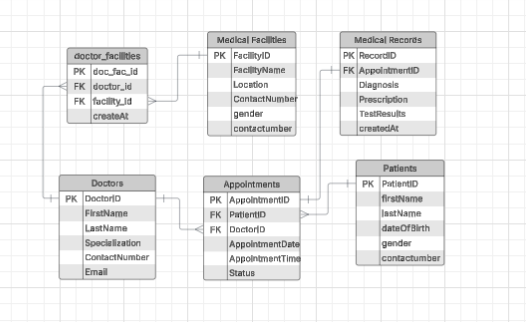 doctor_facilities
PK doc_fac_id
FK doctor_id
FK facility_id
createAt
Medical Facilities
PK FacilityID
FacilityName
Location
ContactNumber
gender
contactumber
Medical Records
PK RecordID
FK AppointmentID
Diagnosis
Prescription
TestResults
createdAt
Doctors
PK DoctorID
FirstName
LastName
Specialization
ContactNumber
Email
Appointments
PK AppointmentID
FK PatientID
FK DoctorID
AppointmentDate
AppointmentTime
Status
Patients
PK PatientID
firstName
lastName
dateOfBirth
gender
contactumber